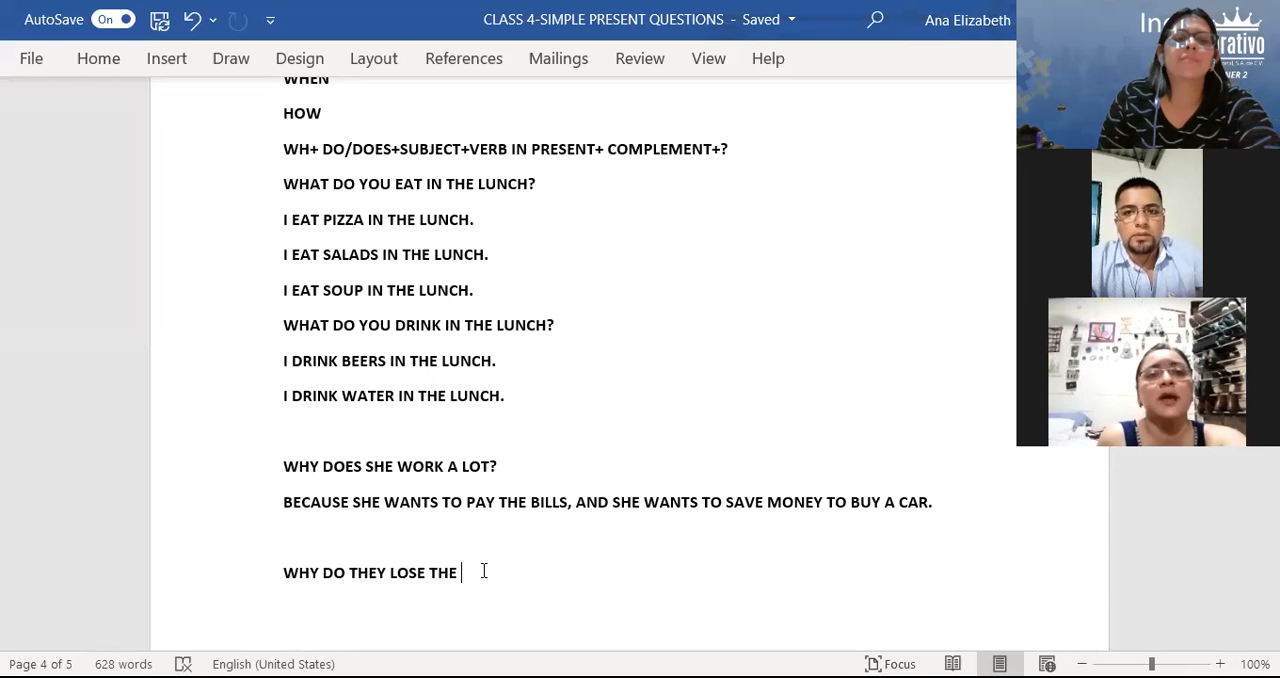 AutoSave On CLASS 4-SIMPLE PRESENT QUESTIONS - Saved Ana Elizabeth
File Home Insert Draw Design Layout References Mailings Review View Help
WHEN
HOW
WH+ DO/DOES+SUBJECT+VERB IN PRESENT+ COMPLEMENT+?
WHAT DO YOU EAT IN THE LUNCH?
I EAT PIZZA IN THE LUNCH.
I EAT SALADS IN THE LUNCH.
I EAT SOUP IN THE LUNCH.
WHAT DO YOU DRINK IN THE LUNCH?
I DRINK BEERS IN THE LUNCH.
I DRINK WATER IN THE LUNCH.
WHY DOES SHE WORK A LOT?
BECAUSE SHE WANTS TO PAY THE BILLS, AND SHE WANTS TO SAVE MONEY TO BUY A CAR.
WHY DO THEY LOSE THE
Page 4 of 5 628 words English (United States) Focus 100%